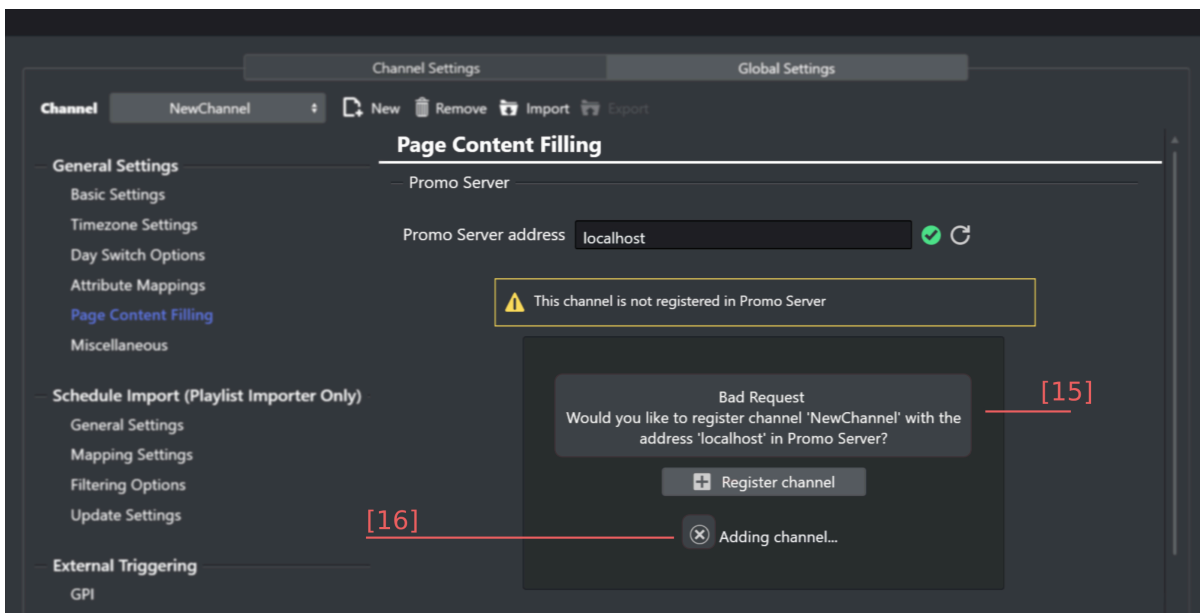 Channel Settings
Global Settings
Channel NewChannel New Remove Import Export
Page Content Filling
General Settings
Basic Settings
Timezone Settings
Day Switch Options
Attribute Mappings
Page Content Filling
Miscellaneous
Schedule Import (Playlist Importer Only)
General Settings
Mapping Settings
Filtering Options
Update Settings
External Triggering
GPI
Promo Server
Promo Server address localhost
This channel is not registered in Promo Server
Bad Request
Would you like to register channel 'NewChannel' with the
address 'localhost' in Promo Server?
[15]
Register channel
[16]
Adding channel...